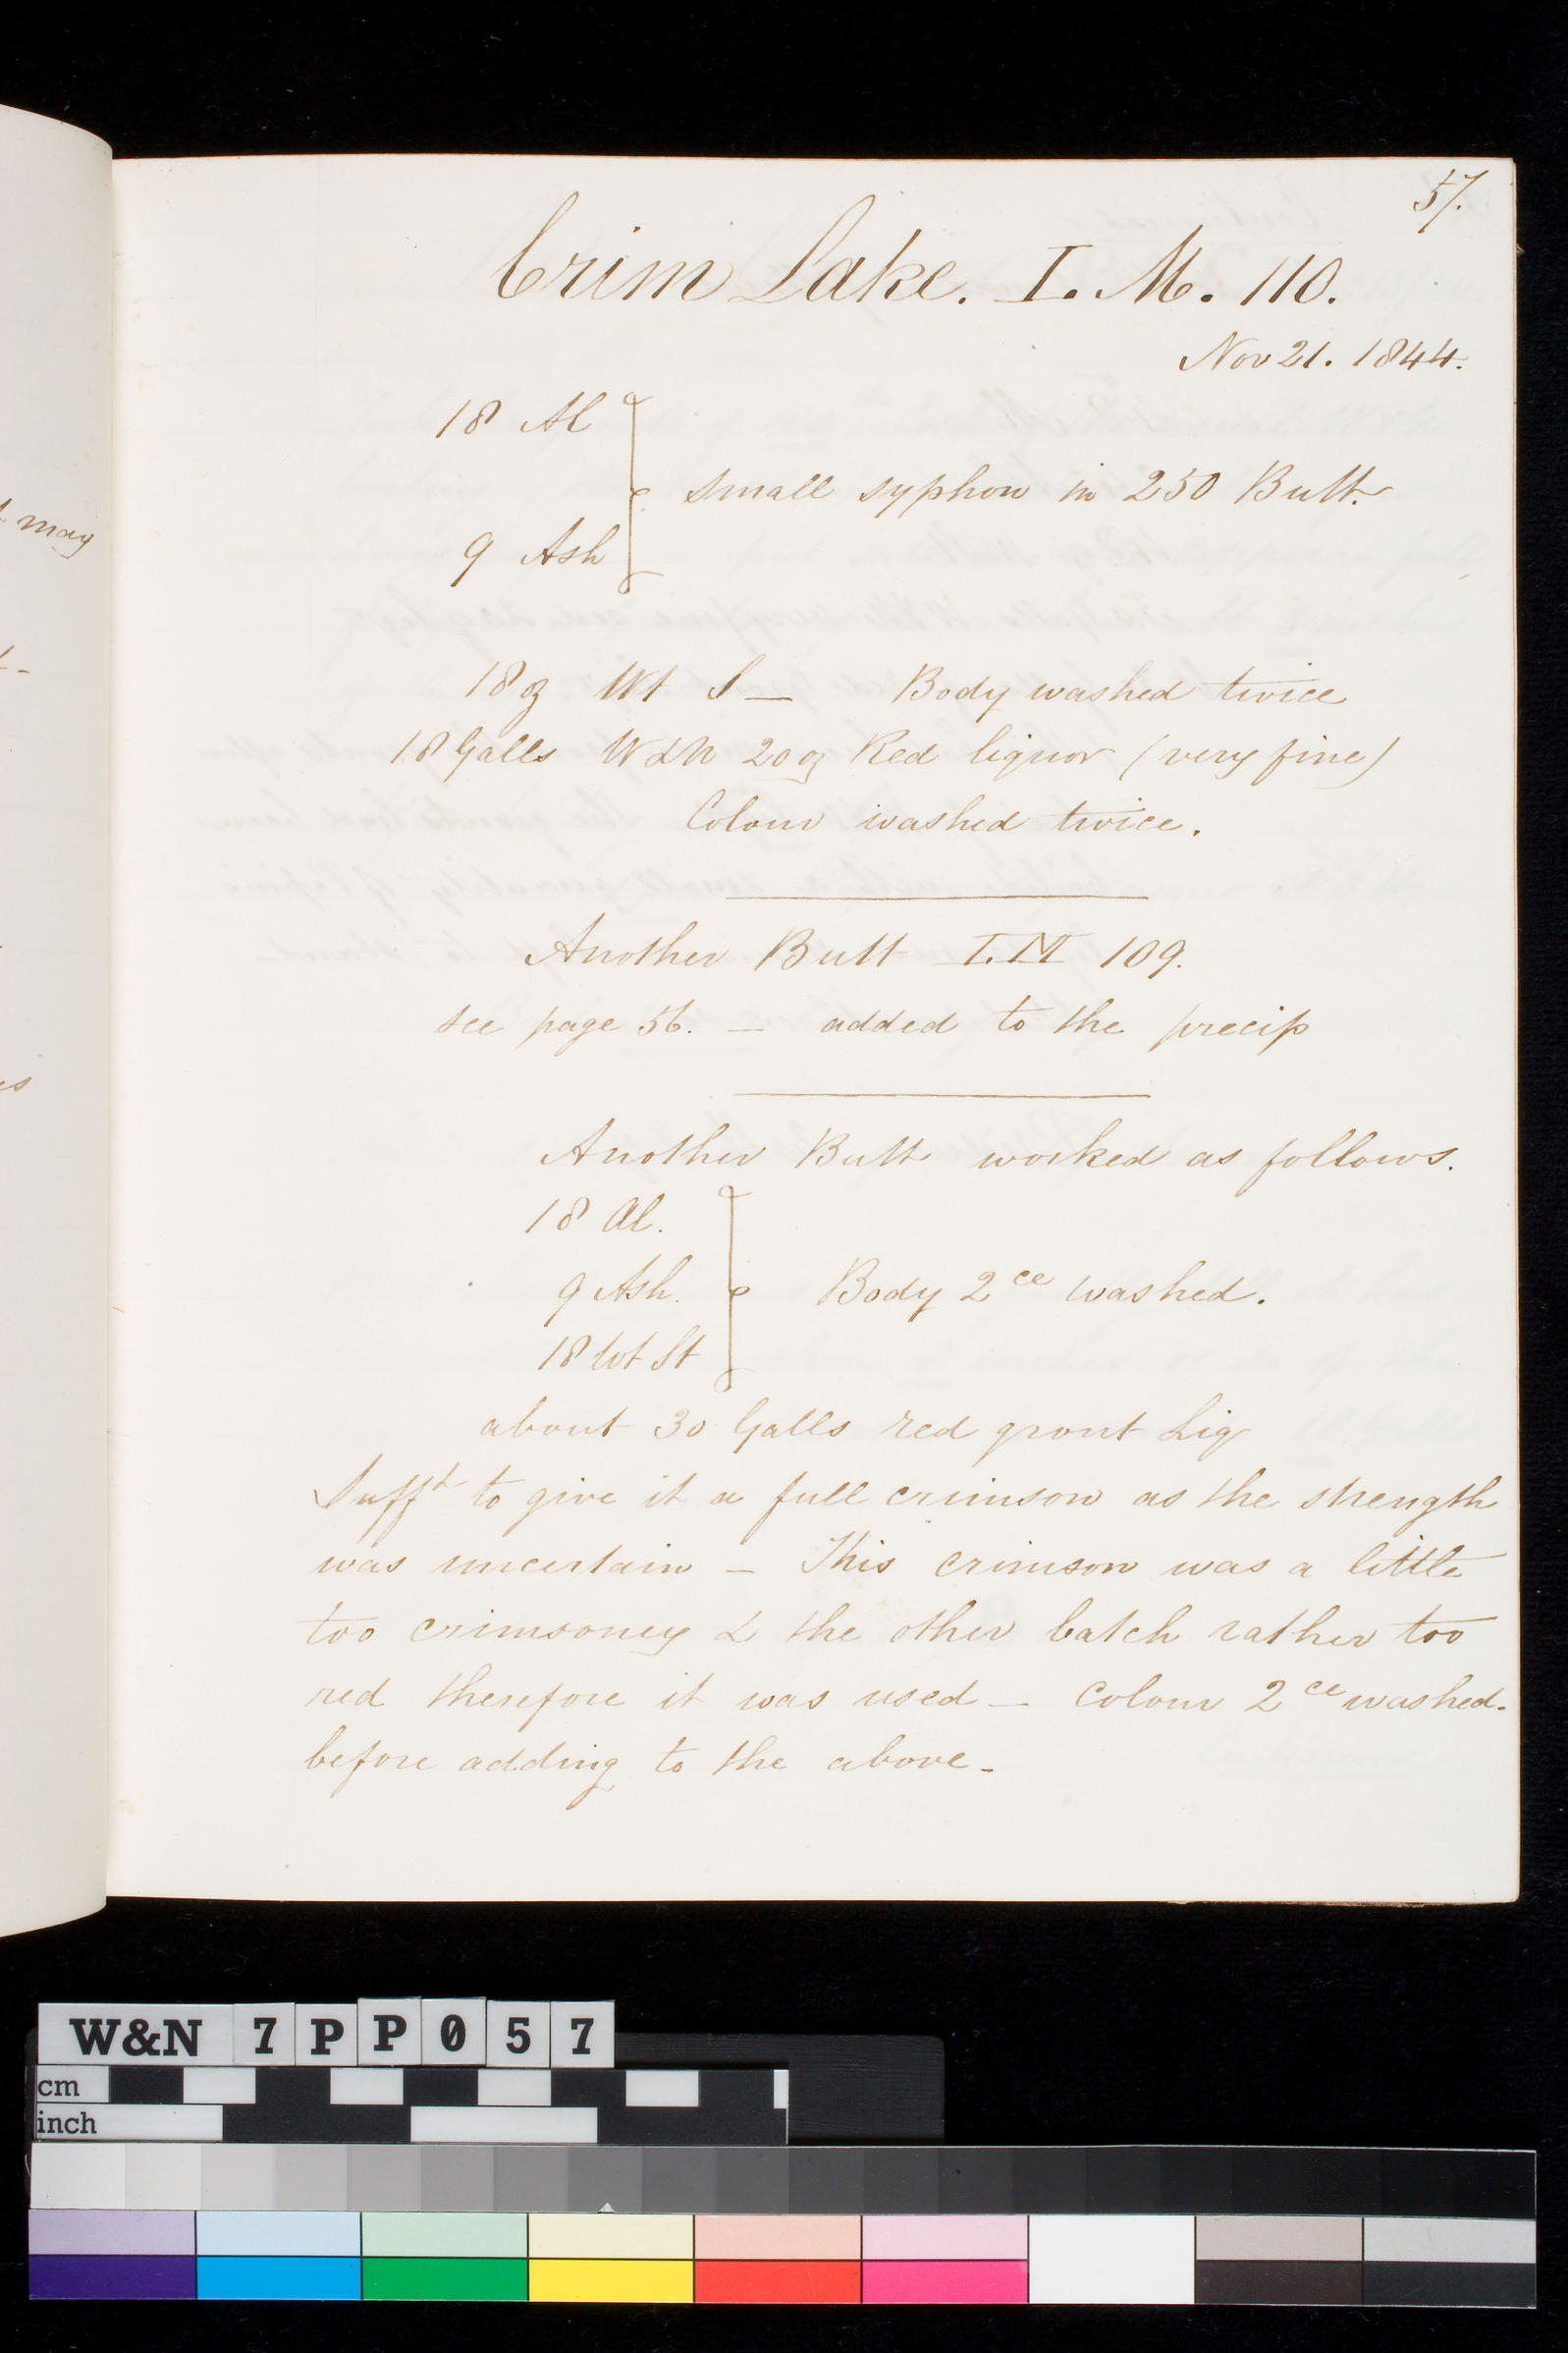 57.
Crim Lake. I. M. 110.
Nov 21. 1844.
18 Al
small syphon in 250 Butt.
9 Ash
18 oz Wt S — Body washed twice
18 Galls W & N 20 oz Red liquor (very fine)
Colour washed twice.
Another Butt I. M 109.
see page 56. — added to the precip
Another Butt worked as follows.
18 Al.
9 Ash. Body 2ce washed.
18 Wt St
about 30 Galls red grout Liq
Sufft to give it a full crimson as the strength
was uncertain — This crimson was a little
too crimsoney & the other batch rather too
red therefore it was used — Colour 2ce washed.
before adding to the above —
may
W&N 7PP057
cm
inch